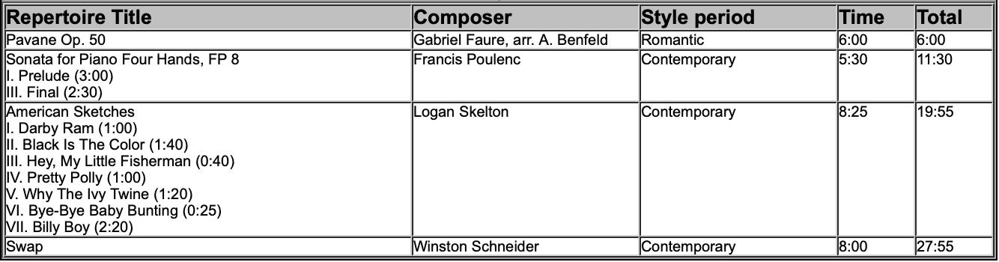 Repertoire Title Composer Style period Time Total
Pavane Op. 50 Gabriel Faure, arr. A. Benfeld Romantic 6:00 6:00
Sonata for Piano Four Hands, FP 8 Francis Poulenc Contemporary 5:30 11:30
I. Prelude (3:00)
III. Final (2:30)
American Sketches Logan Skelton Contemporary 8:25 19:55
I. Darby Ram (1:00)
II. Black Is The Color (1:40)
III. Hey, My Little Fisherman (0:40)
IV. Pretty Polly (1:00)
V. Why The Ivy Twine (1:20)
VI. Bye-Bye Baby Bunting (0:25)
VII. Billy Boy (2:20)
Swap Winston Schneider Contemporary 8:00 27:55